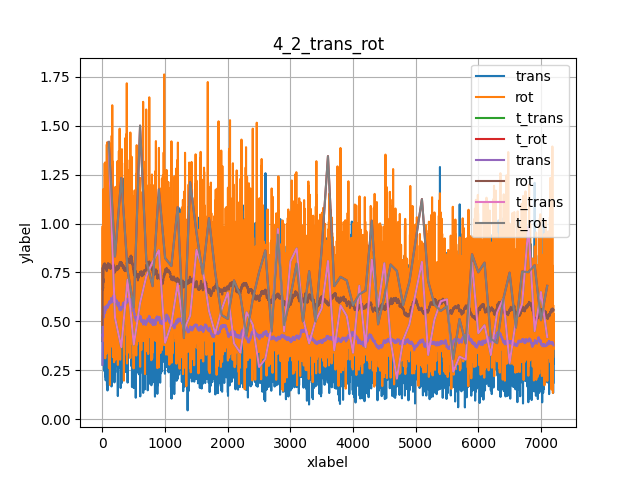 4_2_trans_rot
1.75
1.50
1.25
1.00
0.75
0.50
0.25
0.00
ylabel
trans
rot
t_trans
t_rot
trans
rot
t_trans
t_rot
0 1000 2000 3000 4000 5000 6000 7000
xlabel